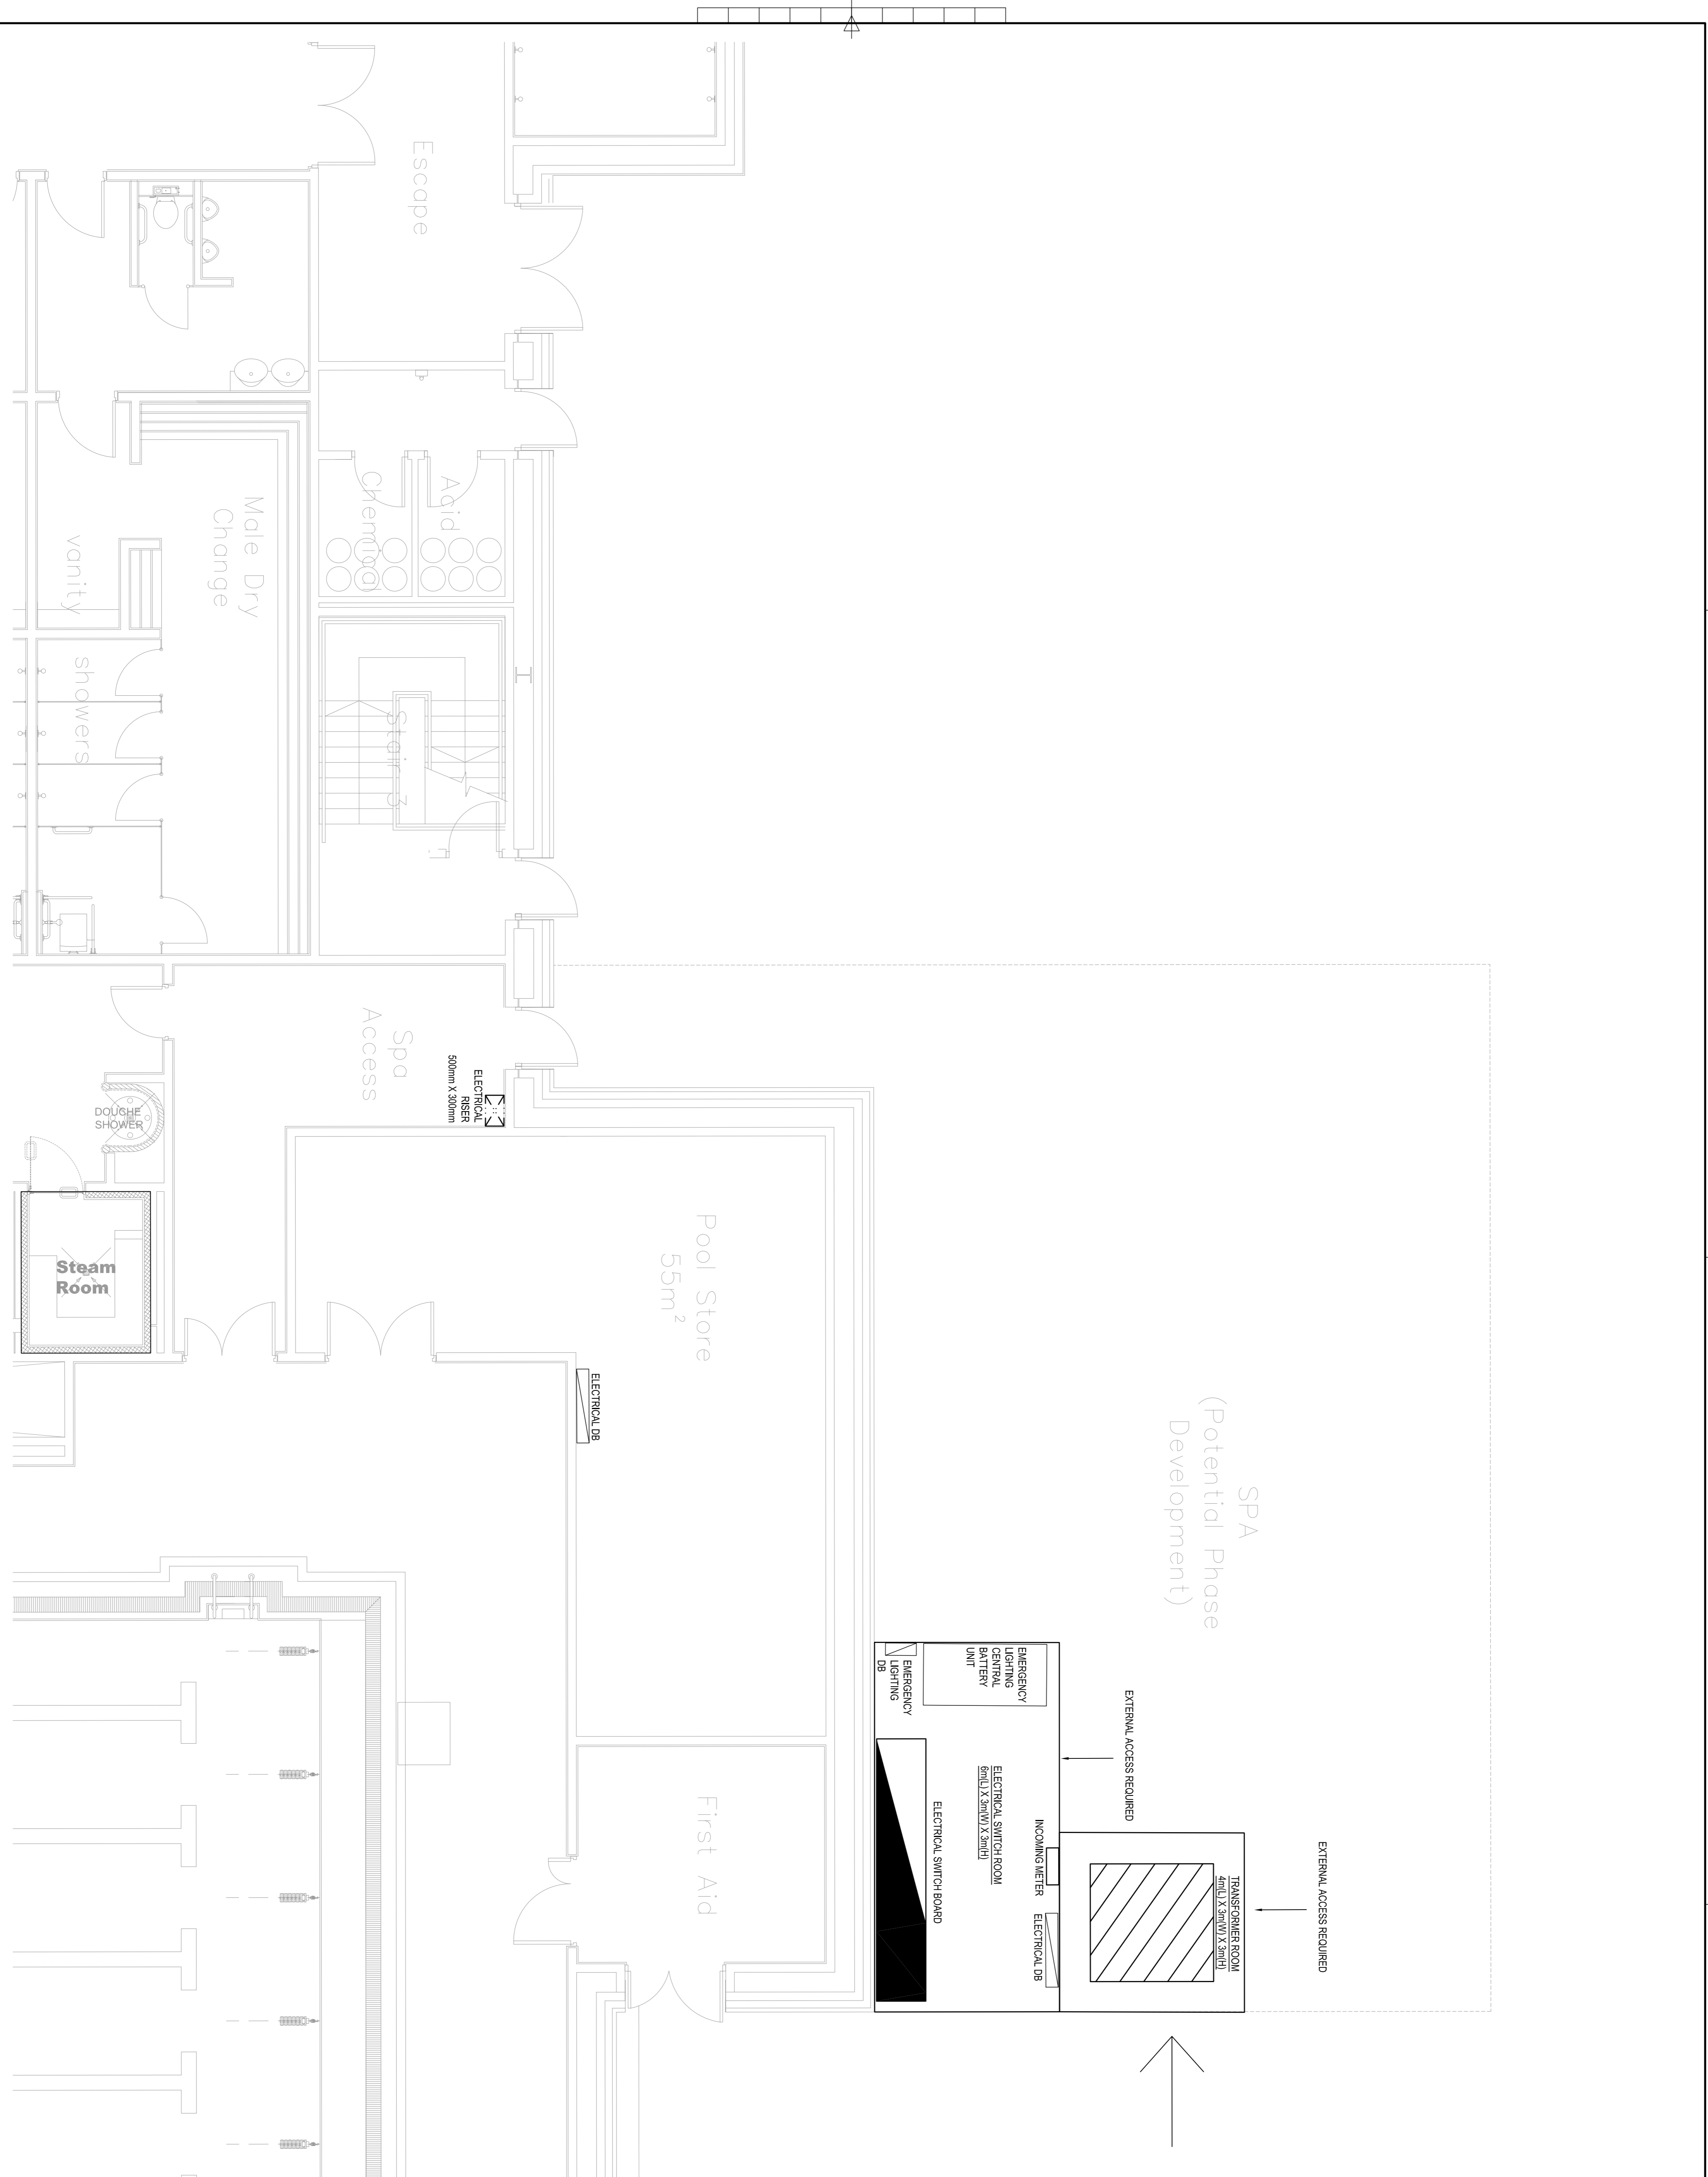 Escape
Acid
Chemical
Male Dry
Change
vanity
showers
Stair 3
Spa
Access
ELECTRICAL
RISER
500mm X 300mm
DOUCHE
SHOWER
Steam
Room
Pool Store
55m²
ELECTRICAL DB
First Aid
SPA
(Potential Phase
Development)
EXTERNAL ACCESS REQUIRED
EXTERNAL ACCESS REQUIRED
TRANSFORMER ROOM
4m(L) X 3m(W) X 3m(H)
EMERGENCY
LIGHTING
CENTRAL
BATTERY
UNIT
EMERGENCY
LIGHTING
DB
INCOMING METER
ELECTRICAL DB
ELECTRICAL SWITCH ROOM
6m(L) X 3m(W) X 3m(H)
ELECTRICAL SWITCH BOARD